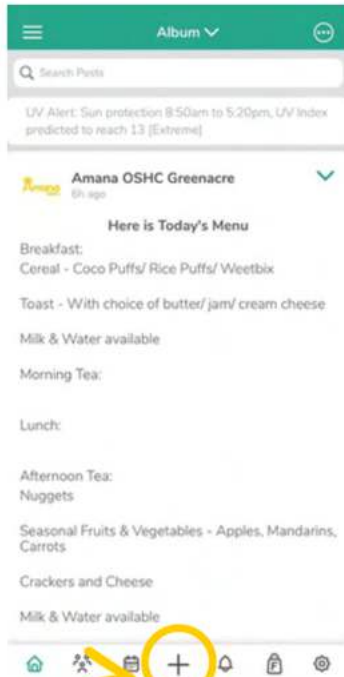 Album
Search Posts
UV Alert: Sun protection 8:50am to 5:20pm, UV Index
predicted to reach 13 [Extreme]
Amana
Amana OSHC Greenacre
6h ago
Here is Today's Menu
Breakfast:
Cereal - Coco Puffs/ Rice Puffs/ Weetbix
Toast - With choice of butter/ jam/ cream cheese
Milk & Water available
Morning Tea:
Lunch:
Afternoon Tea:
Nuggets
Seasonal Fruits & Vegetables - Apples, Mandarins,
Carrots
Crackers and Cheese
Milk & Water available
F